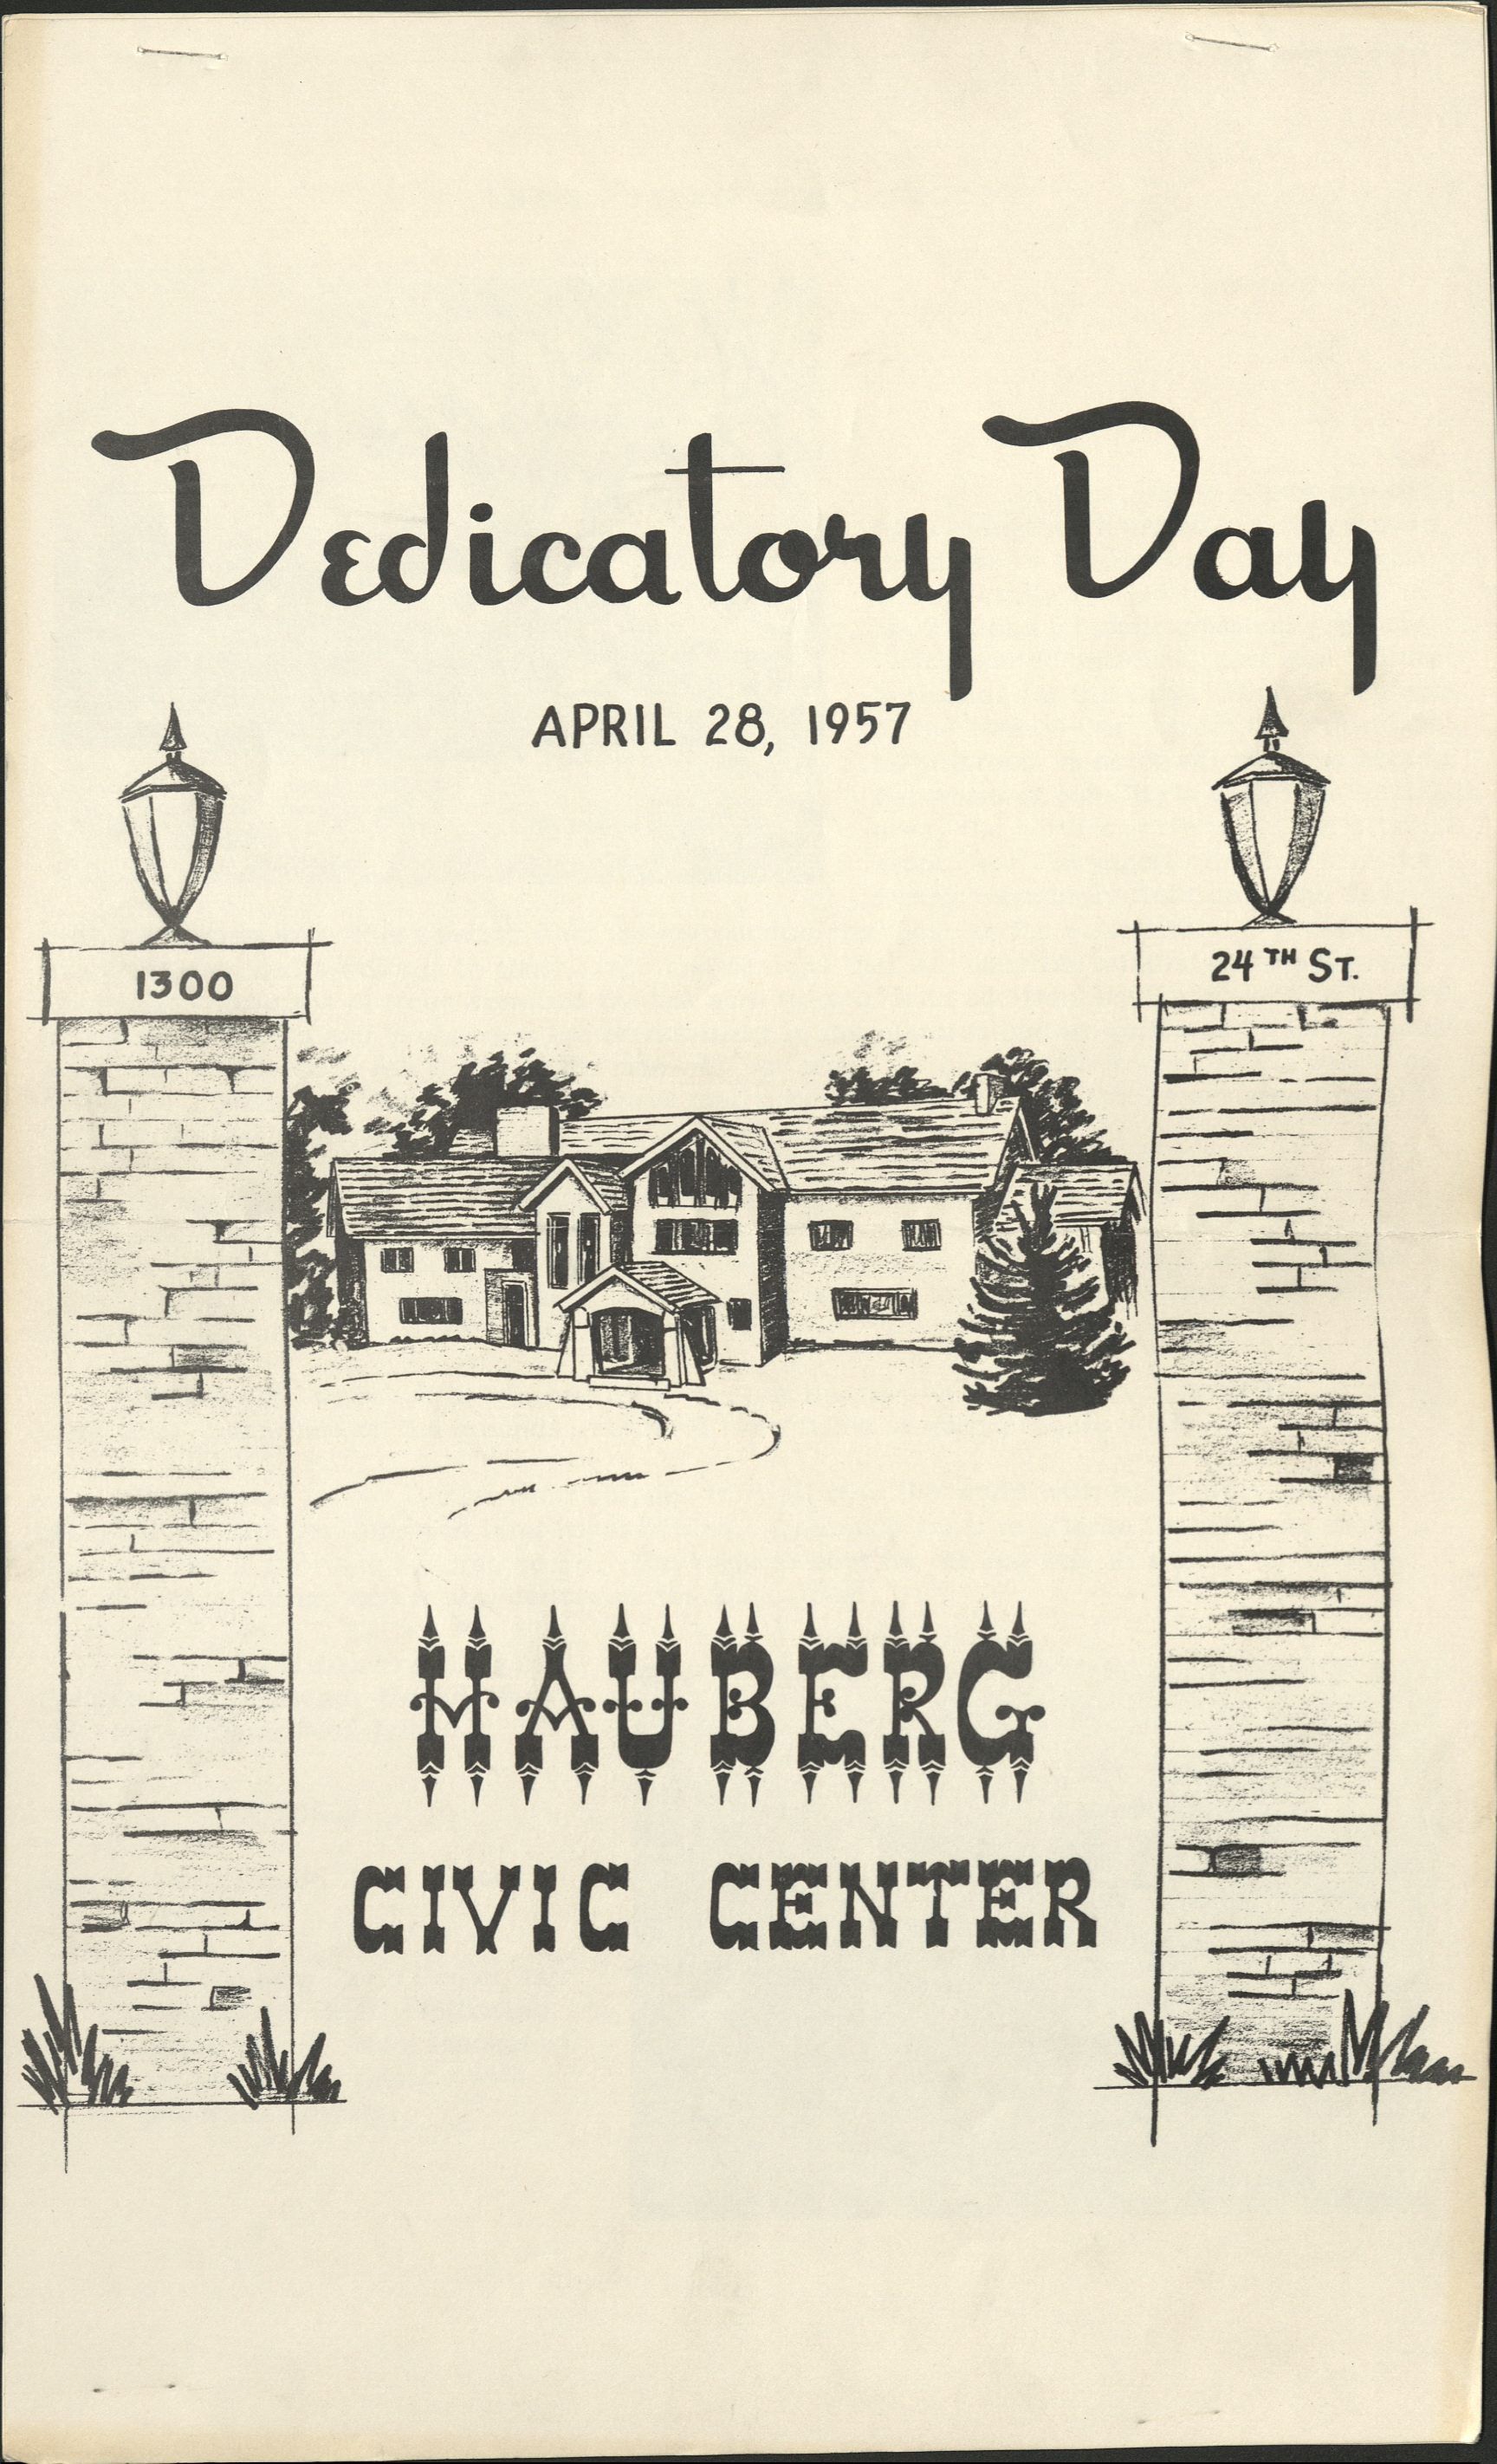 Dedicatory Day
APRIL 28, 1957
1300
24TH ST.
HAUBERG
CIVIC CENTER